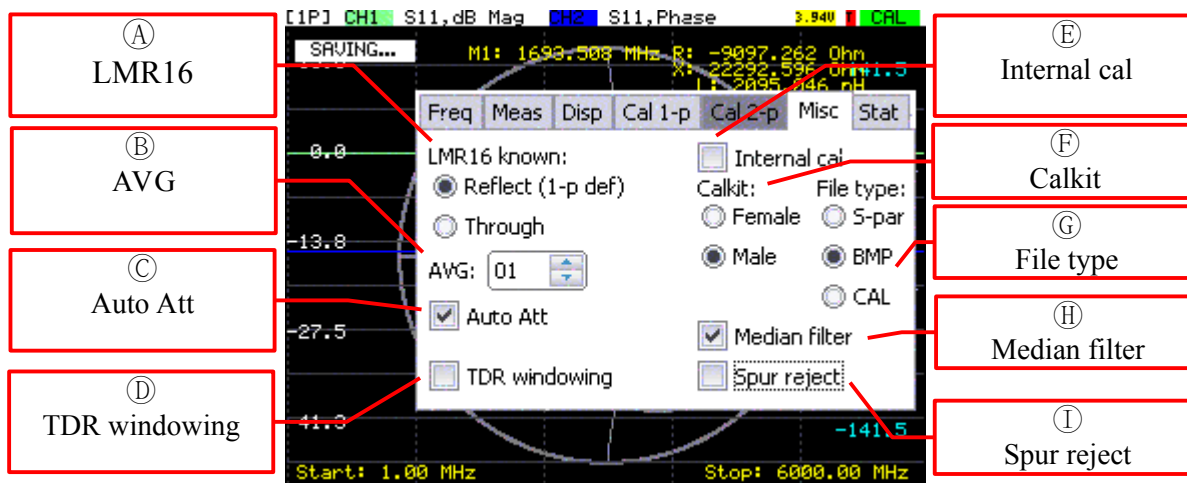 Ⓐ
LMR16
Ⓑ
AVG
Ⓒ
Auto Att
Ⓓ
TDR windowing
[1P] CH1 S11,dB Mag CH2 S11,Phase 3.94V T CAL
SAVING...
M1: 1693.508 MHz R: -9097.262 Ohm
X: 22292.596 Ohm 141.5
L: 2095.046 nH
Freq Meas Disp Cal 1-p Cal 2-p Misc Stat
0.0
LMR16 known:
Reflect (1-p def)
Through
-13.8
AVG: 01
Auto Att
-27.5
TDR windowing
Internal cal
Calkit:
Female
Male
File type:
S-par
BMP
CAL
Median filter
Spur reject
-41.3
-141.5
Start: 1.00 MHz Stop: 6000.00 MHz
Ⓔ
Internal cal
Ⓕ
Calkit
Ⓖ
File type
Ⓗ
Median filter
Ⓘ
Spur reject